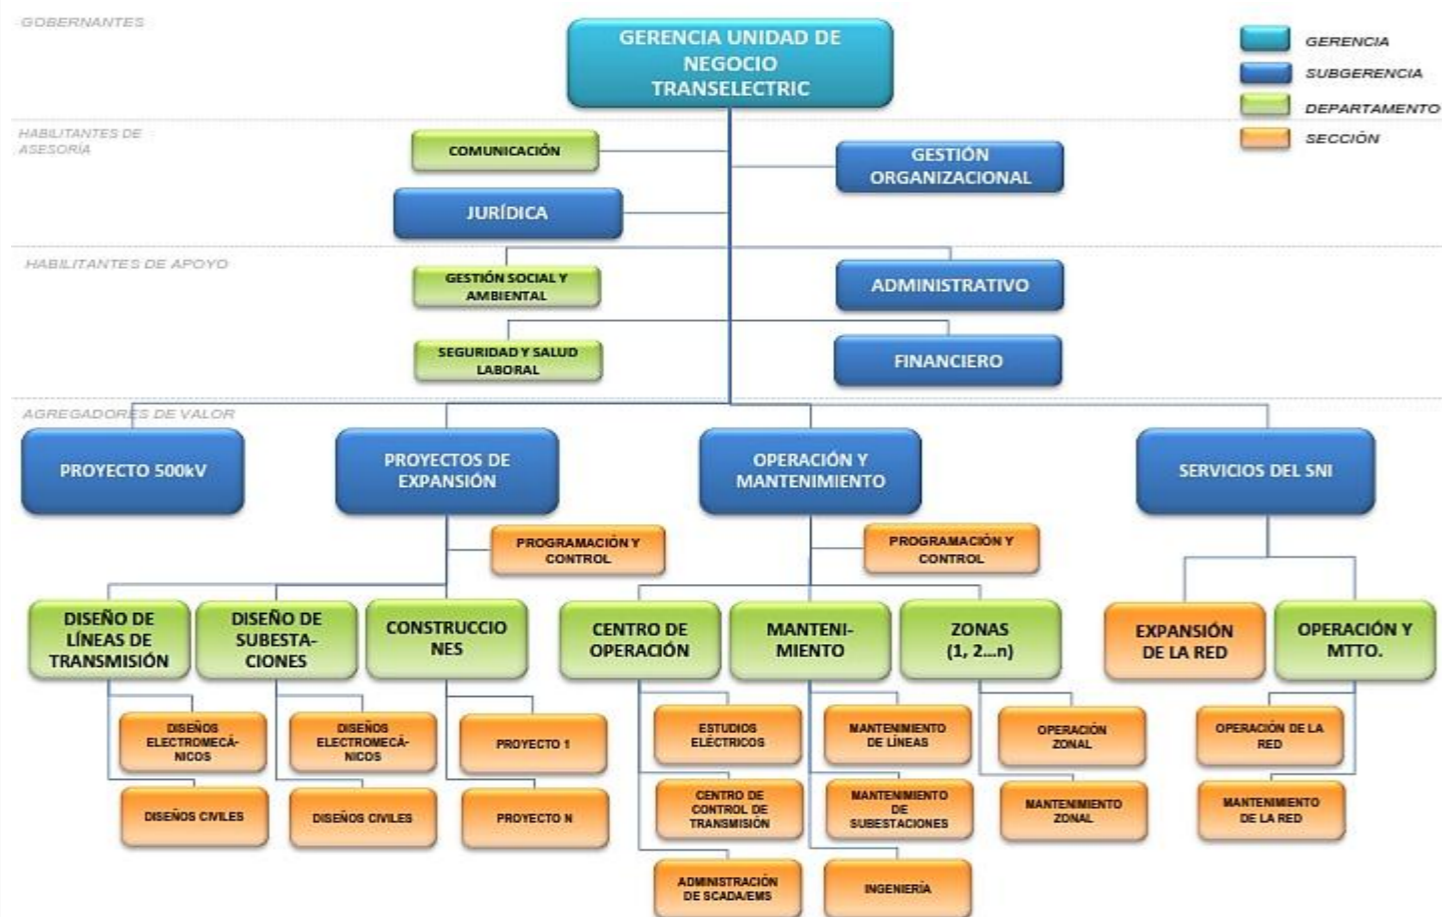 GOBERNANTES
GERENCIA UNIDAD DE
NEGOCIO
TRANSELECTRIC
GERENCIA
SUBGERENCIA
DEPARTAMENTO
SECCIÓN
HABILITANTES DE
ASESORÍA
COMUNICACIÓN
GESTIÓN
ORGANIZACIONAL
JURÍDICA
HABILITANTES DE APOYO
GESTIÓN SOCIAL Y
AMBIENTAL
ADMINISTRATIVO
SEGURIDAD Y SALUD
LABORAL
FINANCIERO
AGREGADORES DE VALOR
PROYECTO 500kV
PROYECTOS DE
EXPANSIÓN
OPERACIÓN Y
MANTENIMIENTO
SERVICIOS DEL SNI
PROGRAMACIÓN Y
CONTROL
PROGRAMACIÓN Y
CONTROL
DISEÑO DE
LÍNEAS DE
TRANSMISIÓN
DISEÑO DE
SUBESTA-
CIONES
CONSTRUCCIO
NES
CENTRO DE
OPERACIÓN
MANTENI-
MIENTO
ZONAS
(1, 2...n)
EXPANSIÓN
DE LA RED
OPERACIÓN Y
MTTO.
DISEÑOS
ELECTROMECÁ-
NICOS
DISEÑOS
ELECTROMECÁ-
NICOS
PROYECTO 1
ESTUDIOS
ELÉCTRICOS
MANTENIMIENTO
DE LÍNEAS
OPERACIÓN
ZONAL
OPERACIÓN DE LA
RED
DISEÑOS CIVILES
DISEÑOS CIVILES
PROYECTO N
CENTRO DE
CONTROL DE
TRANSMISIÓN
MANTENIMIENTO
DE
SUBESTACIONES
MANTENIMIENTO
ZONAL
MANTENIMIENTO
DE LA RED
ADMINISTRACIÓN
DE SCADA/EMS
INGENIERÍA